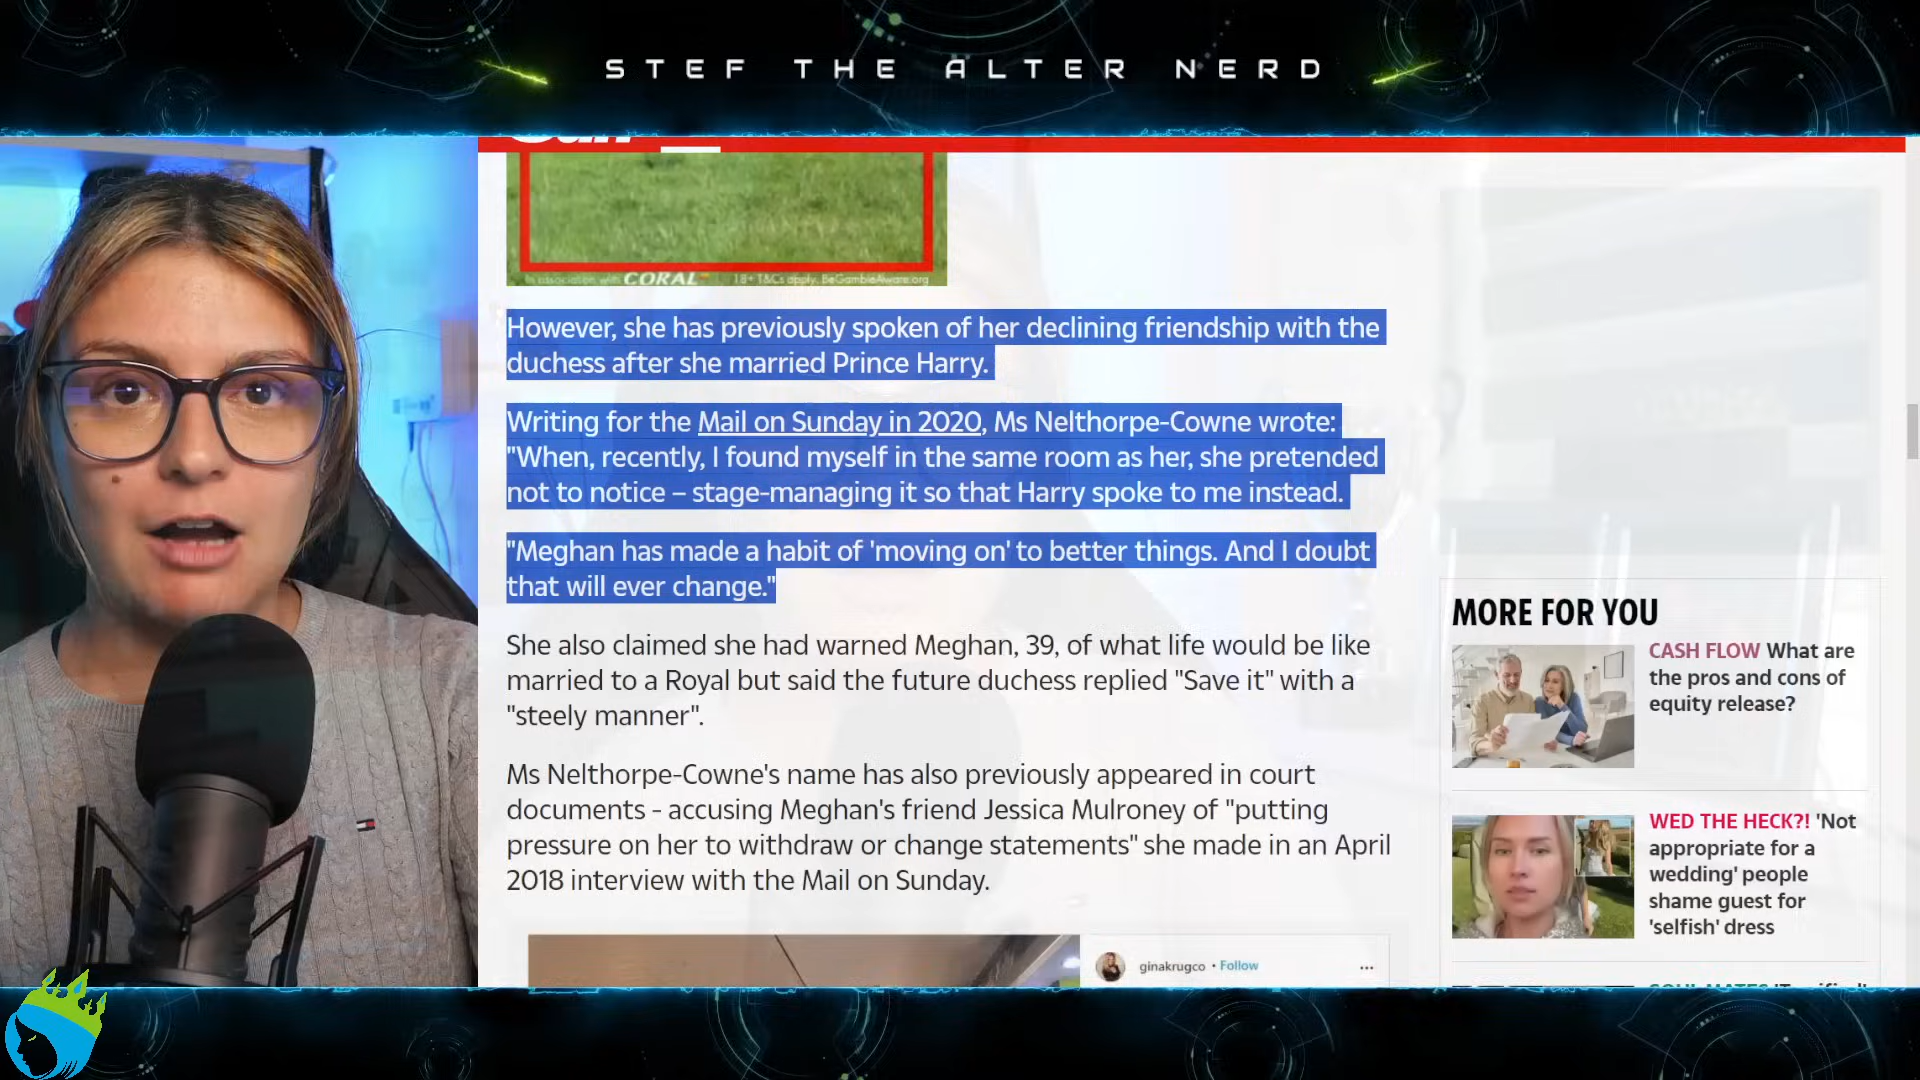 STEF THE ALTER NERD
In association with CORAL 18+ T&Cs apply. BeGambleAware.org
However, she has previously spoken of her declining friendship with the
duchess after she married Prince Harry.
Writing for the Mail on Sunday in 2020, Ms Nelthorpe-Cowne wrote:
"When, recently, I found myself in the same room as her, she pretended
not to notice – stage-managing it so that Harry spoke to me instead.
"Meghan has made a habit of 'moving on' to better things. And I doubt
that will ever change."
She also claimed she had warned Meghan, 39, of what life would be like
married to a Royal but said the future duchess replied "Save it" with a
"steely manner".
Ms Nelthorpe-Cowne's name has also previously appeared in court
documents - accusing Meghan's friend Jessica Mulroney of "putting
pressure on her to withdraw or change statements" she made in an April
2018 interview with the Mail on Sunday.
ginakrugco • Follow
MORE FOR YOU
CASH FLOW What are
the pros and cons of
equity release?
WED THE HECK?! 'Not
appropriate for a
wedding' people
shame guest for
'selfish' dress